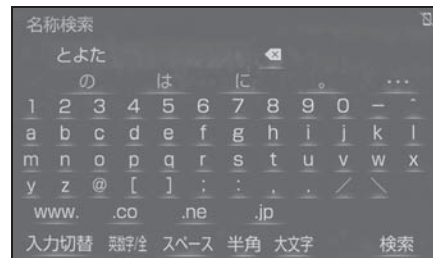 名称検索
とよた
の は に 。 ...
1 2 3 4 5 6 7 8 9 0 - ^
a b c d e f g h i j k l
m n o p q r s t u v w x
y z @ [ ] ; : , . / \
www. .co .ne .jp
入力切替 英数字/全 スペース 半角 大文字 検索